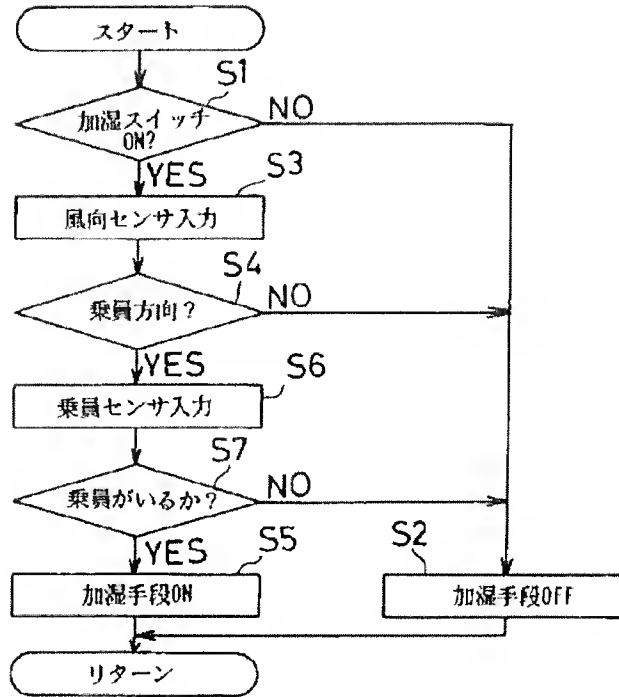 スタート
S1
加湿スイッチ
ON?
NO
YES
S3
風向センサ入力
S4
乗員方向?
NO
YES
S6
乗員センサ入力
S7
乗員がいるか?
NO
YES
S5
加湿手段ON
S2
加湿手段OFF
リターン